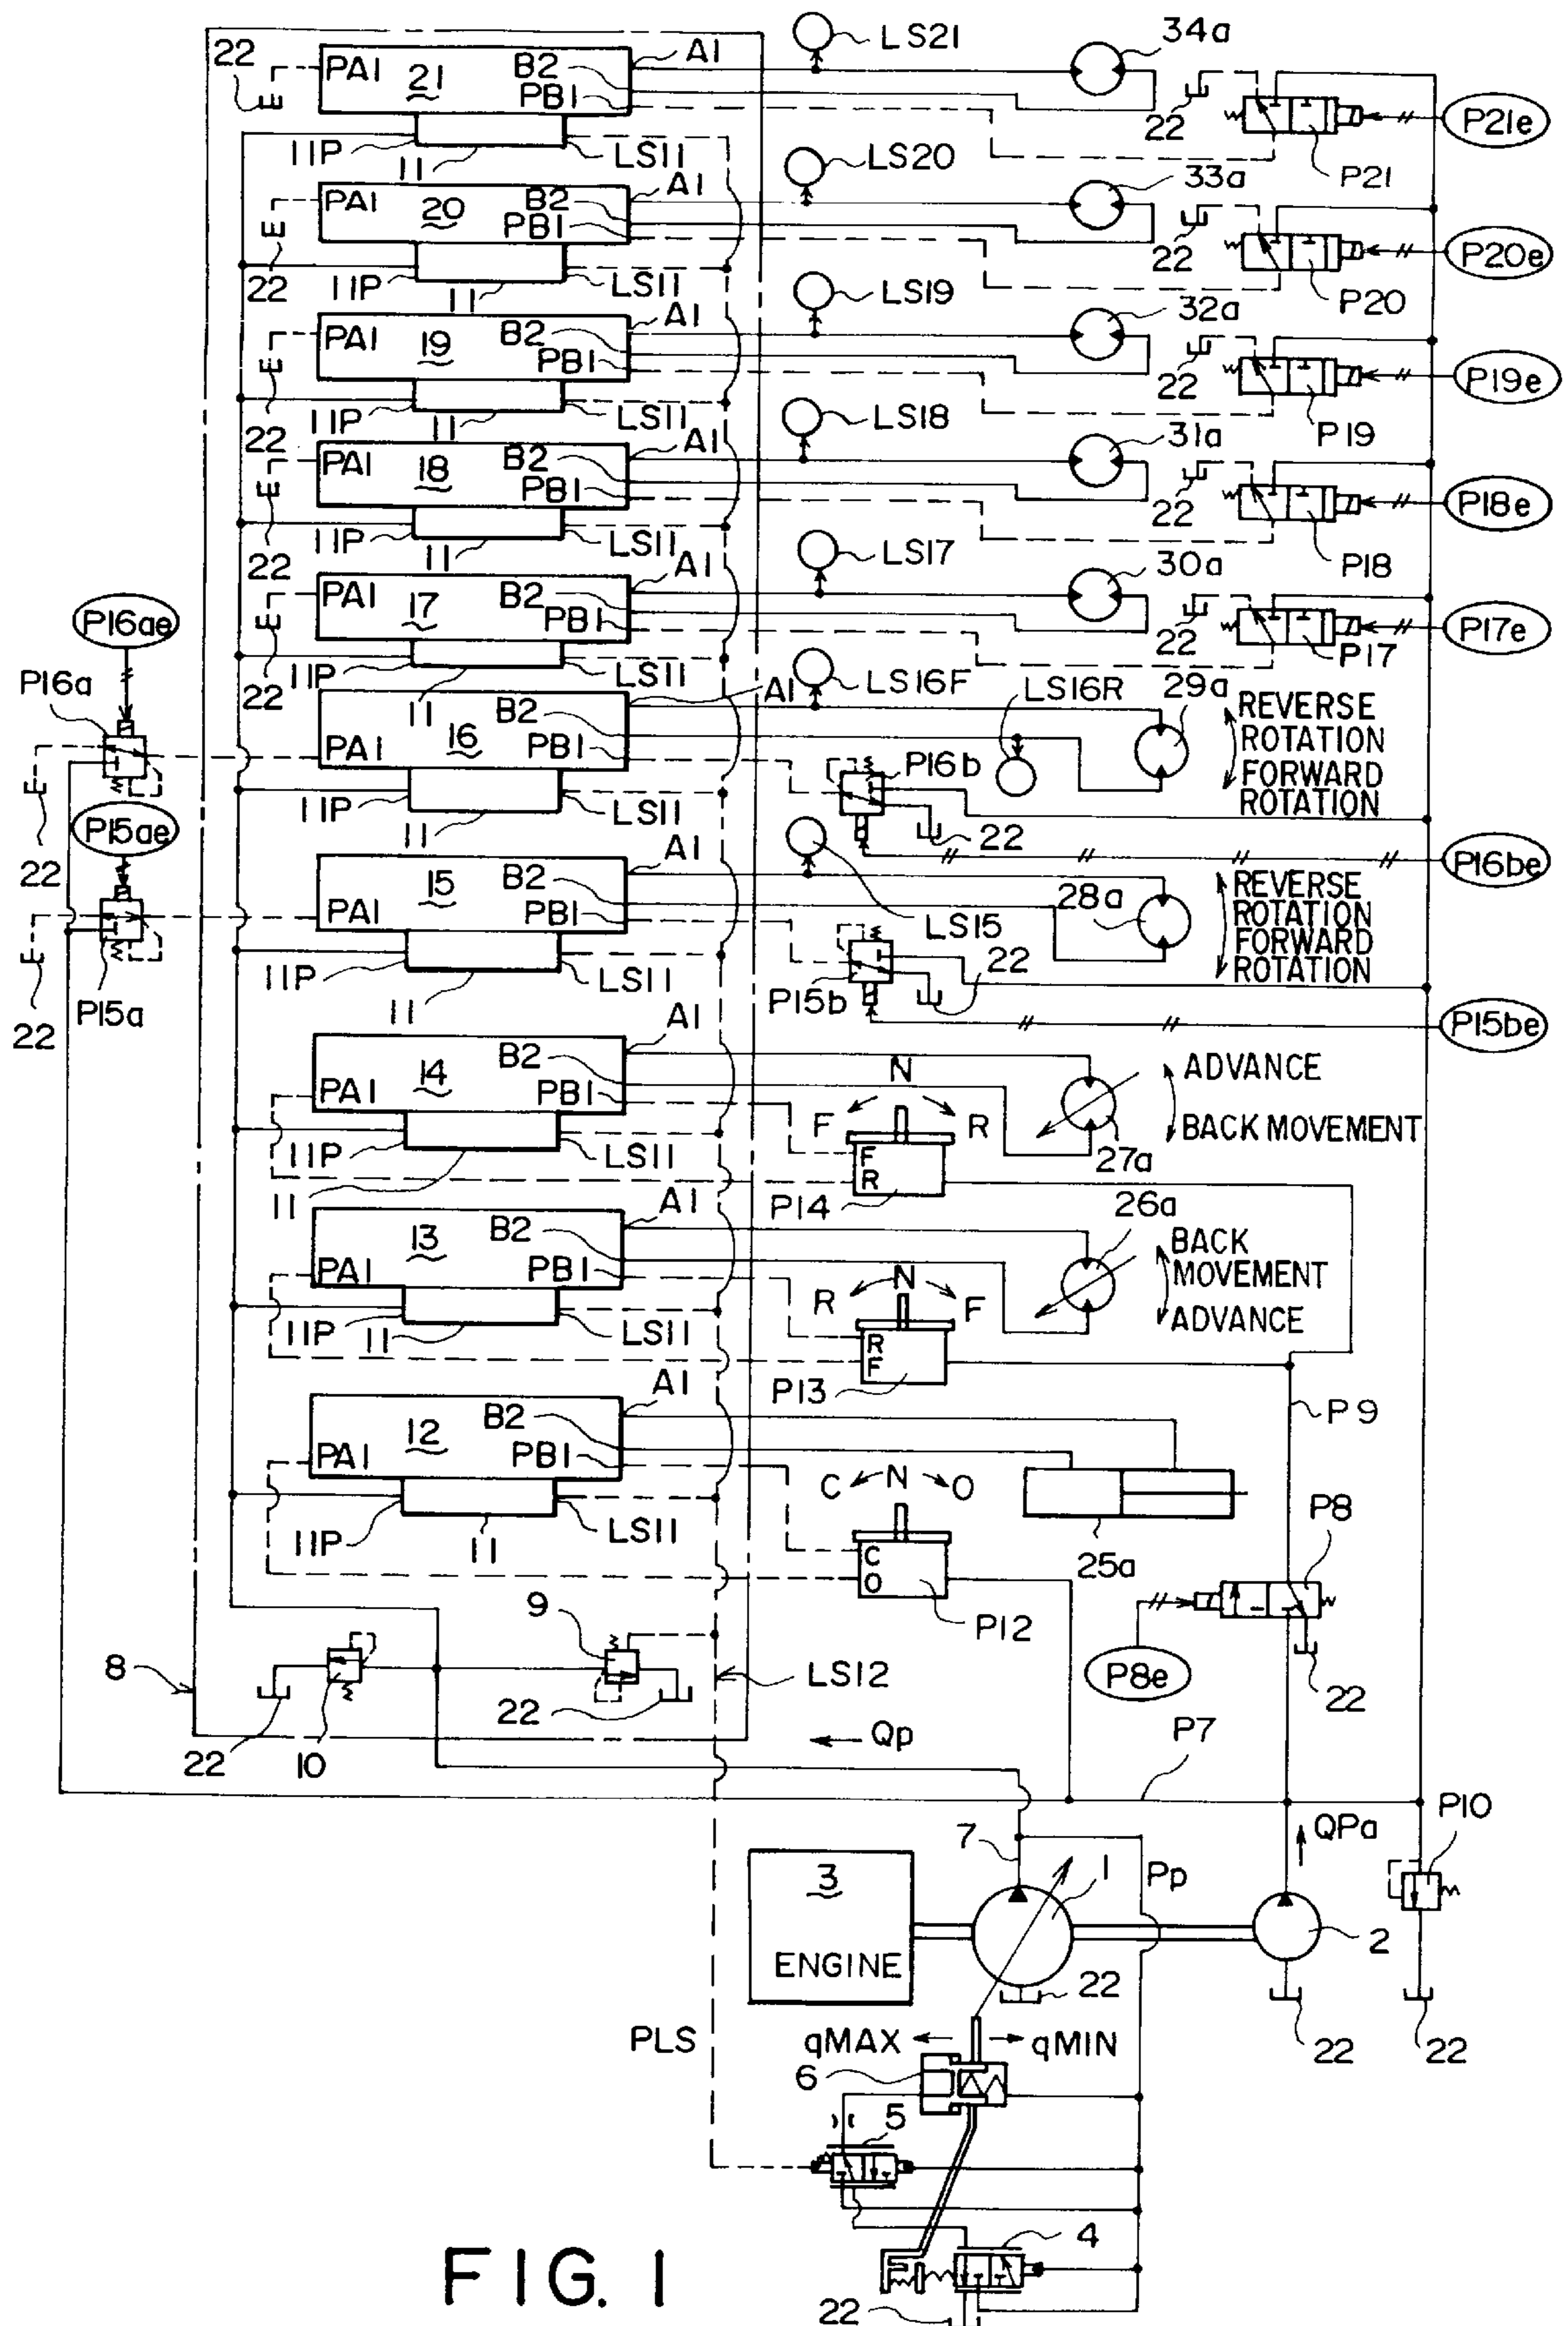 LS21
34a
22
PA1
21
B2
PB1
A1
22
P21e
11P
11
LS11
LS20
P21
33a
PA1
20
B2
PB1
A1
22
22
P20e
11P
11
LS11
LS19
P20
32a
PA1
19
B2
PB1
A1
22
22
P19e
11P
11
LS11
LS18
P19
31a
PA1
18
B2
PB1
A1
22
22
P18e
11P
11
LS11
LS17
P18
30a
PA1
17
B2
PB1
A1
22
22
P17e
P17
P16ae
11P
11
LS11
LS16F
LS16R
29a
P16a
PA1
16
B2
PB1
A1
REVERSE
ROTATION
FORWARD
ROTATION
P16b
22
P16be
11P
11
LS11
22
P15ae
PA1
15
B2
PB1
A1
LS15
28a
REVERSE
ROTATION
FORWARD
ROTATION
P15b
22
P15be
11P
11
LS11
22
P15a
PA1
14
B2
PB1
A1
F
N
R
F
R
P14
27a
ADVANCE
BACK MOVEMENT
11P
11
LS11
PA1
13
B2
PB1
A1
R
N
F
R
F
P13
26a
BACK
MOVEMENT
ADVANCE
11P
11
LS11
P9
PA1
12
B2
PB1
A1
C
N
O
C
O
P12
25a
P8
11P
11
LS11
P8e
22
8
9
22
10
22
LS12
Qp
P7
P10
QPa
7
3
ENGINE
1
Pp
2
22
22
22
PLS
qMAX
qMIN
6
5
4
22
FIG. 1